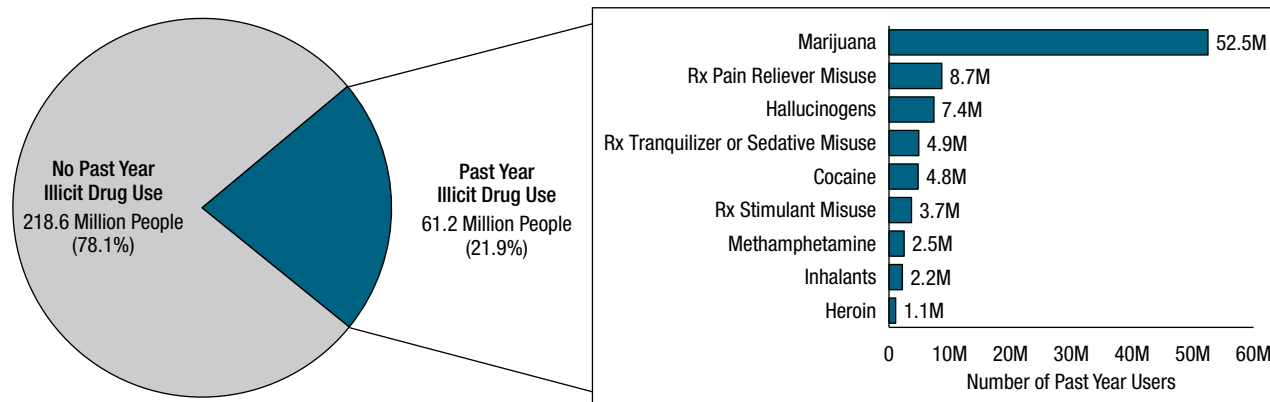 No Past Year
Illicit Drug Use
218.6 Million People
(78.1%)
Past Year
Illicit Drug Use
61.2 Million People
(21.9%)
Marijuana 52.5M
Rx Pain Reliever Misuse 8.7M
Hallucinogens 7.4M
Rx Tranquilizer or Sedative Misuse 4.9M
Cocaine 4.8M
Rx Stimulant Misuse 3.7M
Methamphetamine 2.5M
Inhalants 2.2M
Heroin 1.1M
0 10M 20M 30M 40M 50M 60M
Number of Past Year Users